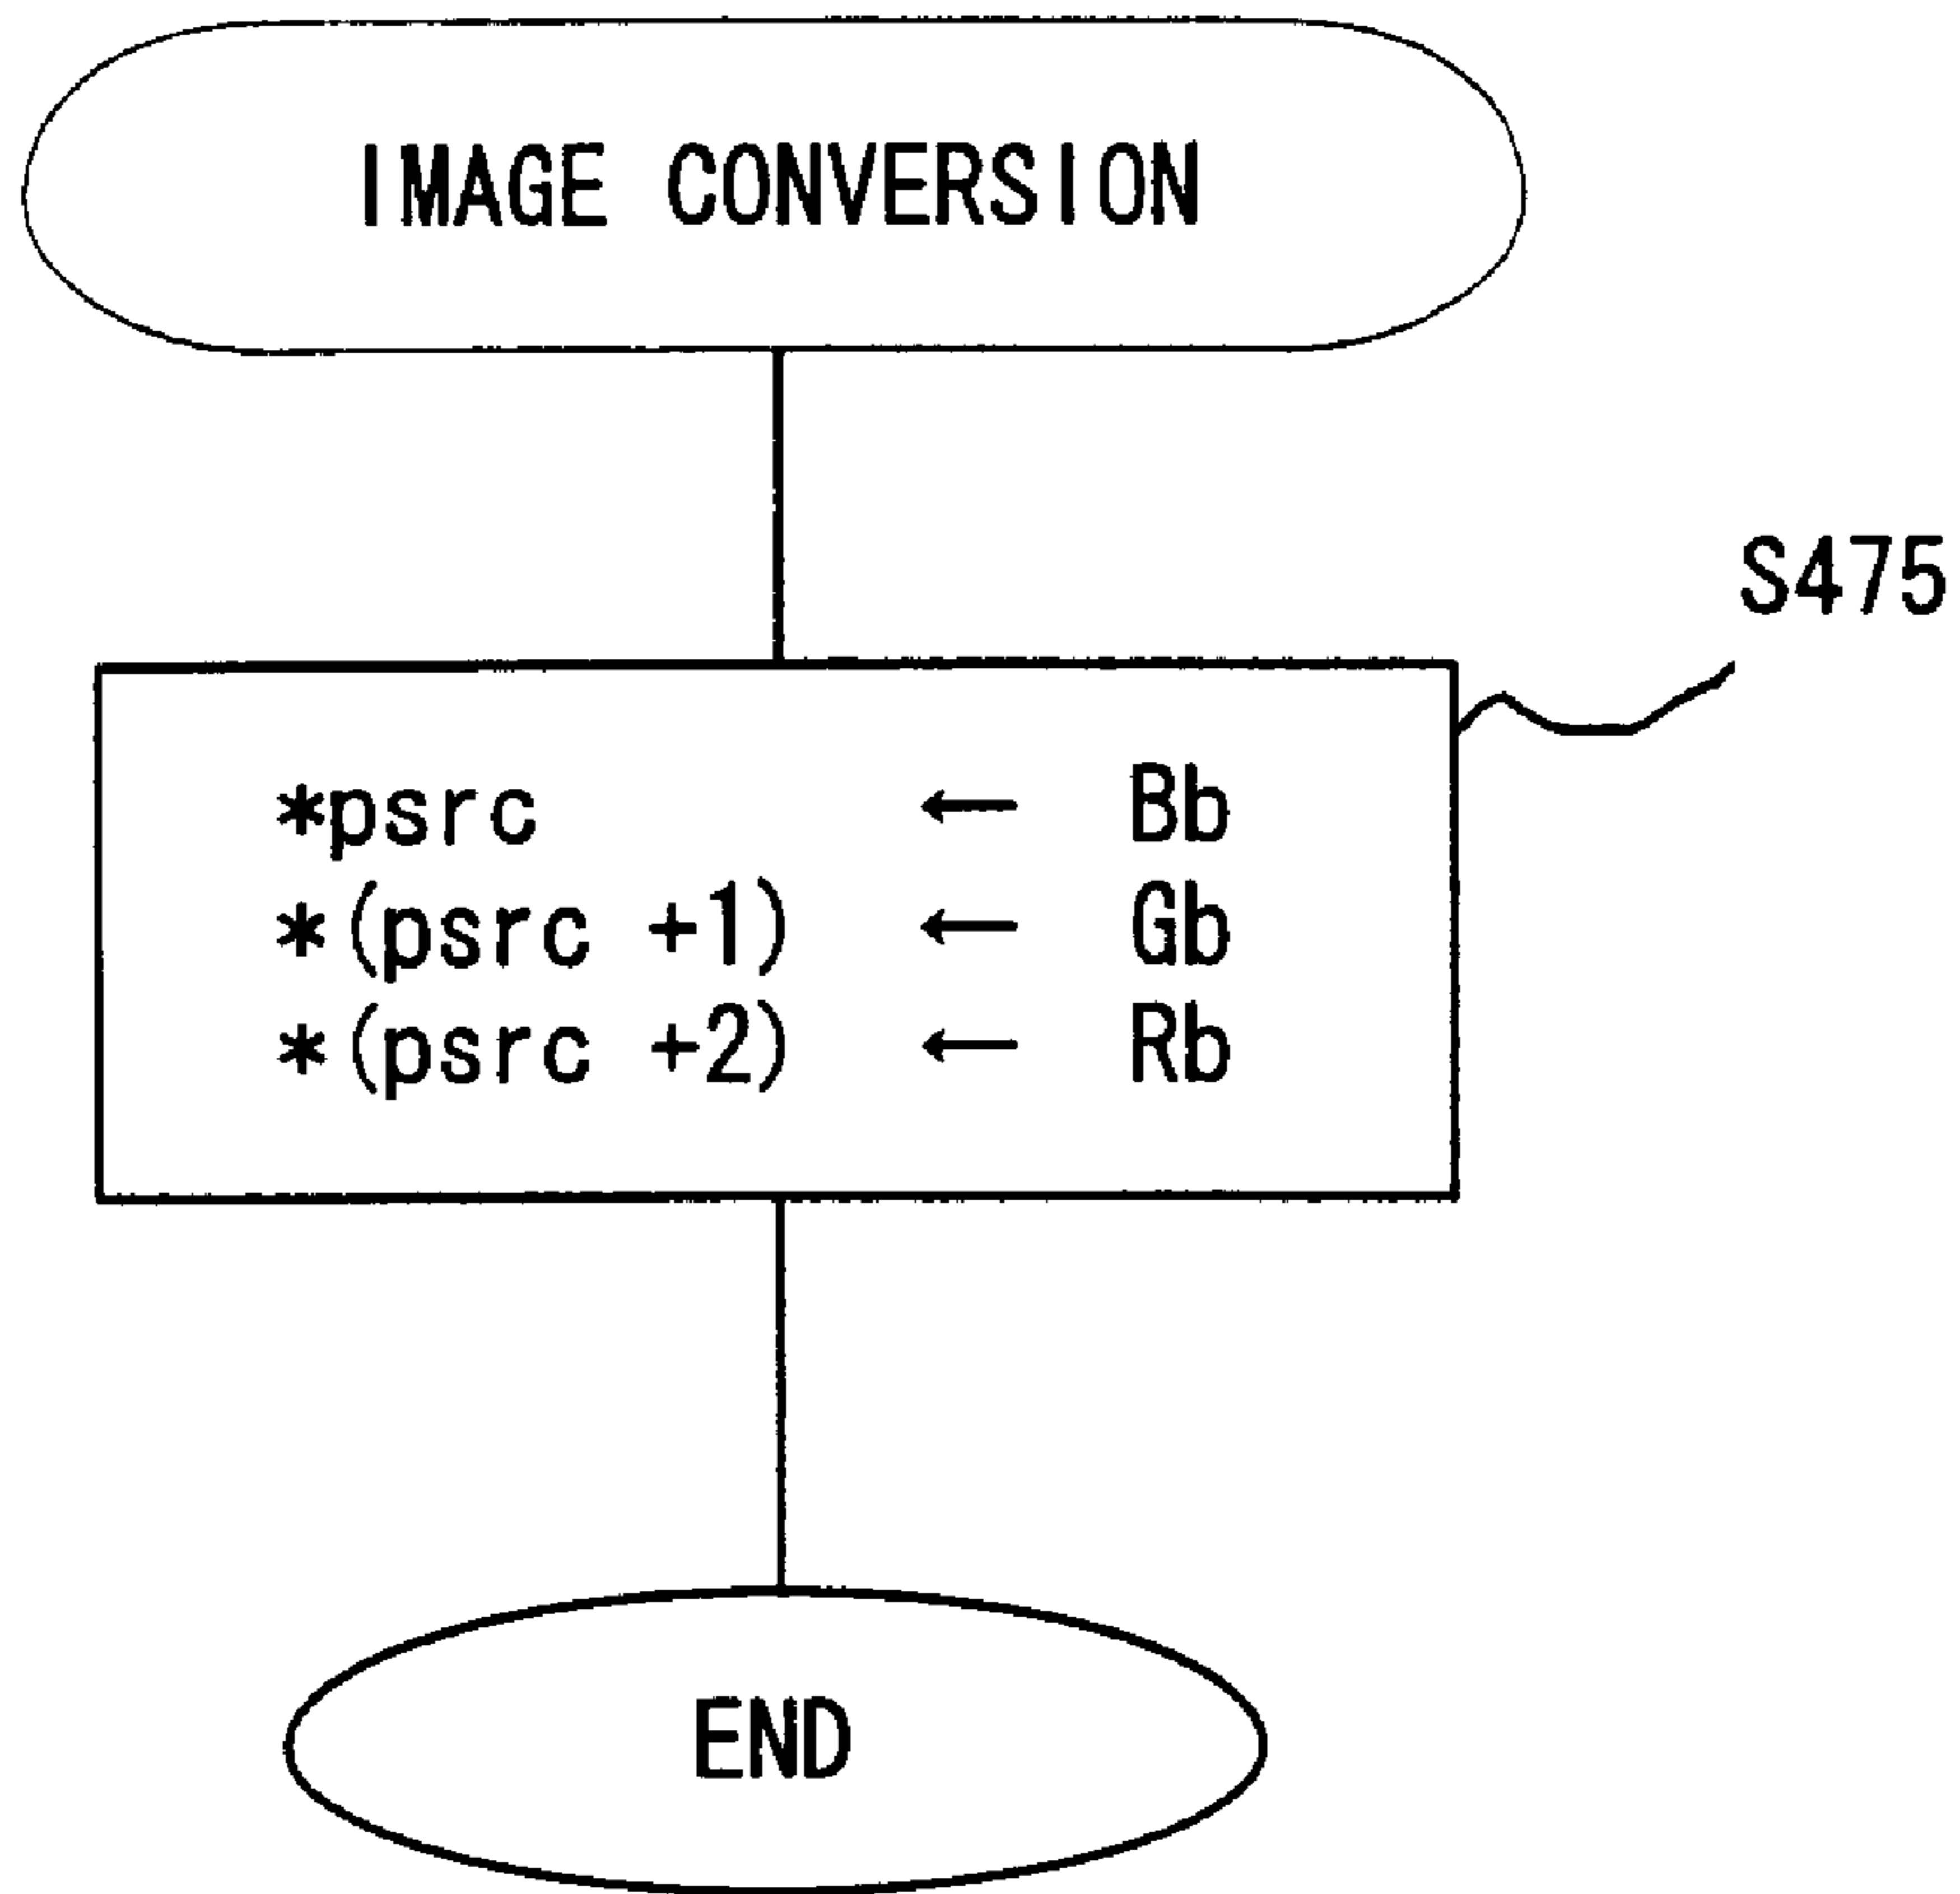 IMAGE CONVERSION
S475
*psrc ← Bb
*(psrc +1) ← Gb
*(psrc +2) ← Rb
END